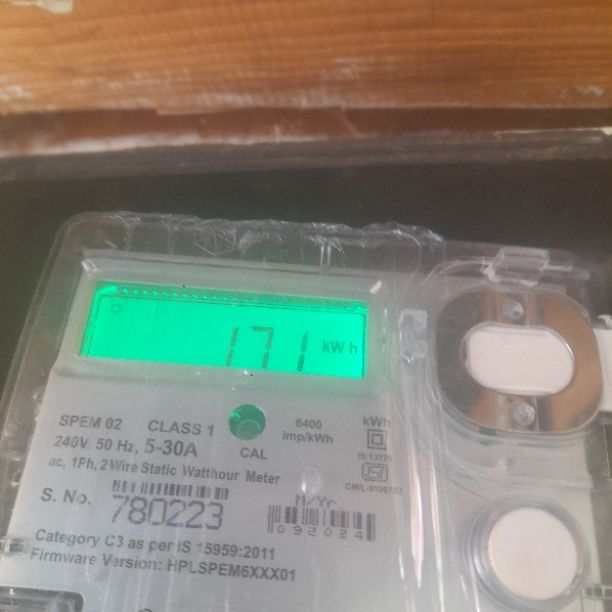 171 kWh
SPEM 02 CLASS 1
240V, 50 Hz, 5-30A
CAL
6400
imp/kWh
kWh
ac, 1Ph, 2Wire Static Watthour Meter
S. No.
780223
M/Yr
092024
Category C3 as per IS 15959:2011
Firmware Version: HPLSPEM6XXX01